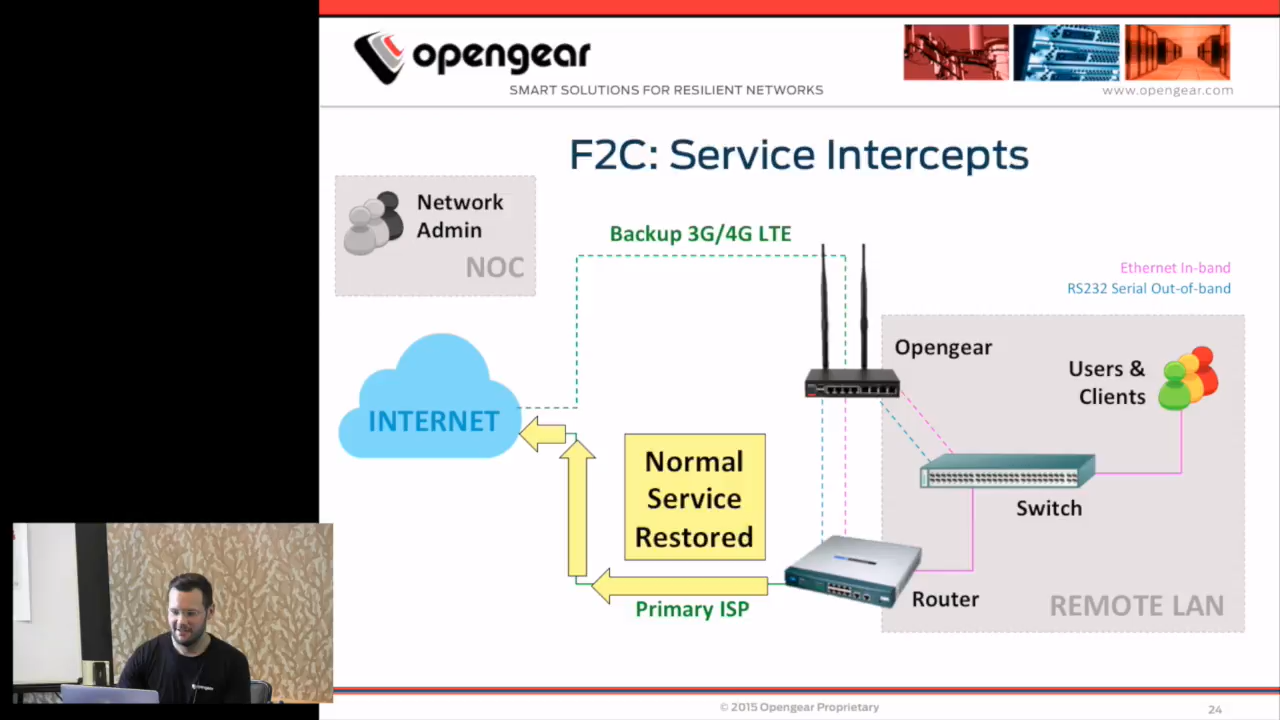 opengear
SMART SOLUTIONS FOR RESILIENT NETWORKS
www.opengear.com
F2C: Service Intercepts
Network
Admin
NOC
Backup 3G/4G LTE
Ethernet In-band
RS232 Serial Out-of-band
Opengear
Users &
Clients
INTERNET
Normal
Service
Restored
Switch
Primary ISP
Router
REMOTE LAN
opengear
© 2015 Opengear Proprietary
24